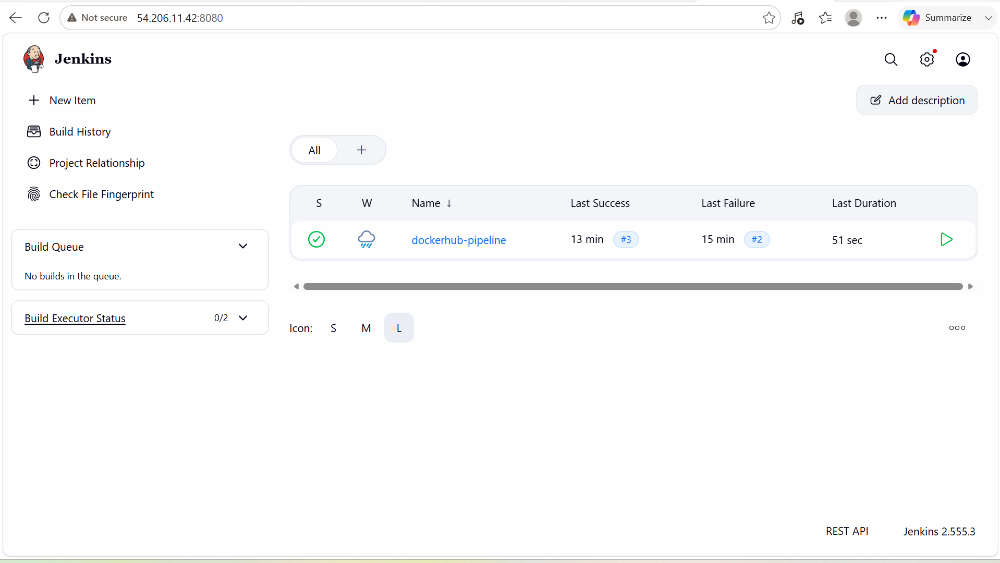 Not secure 54.206.11.42:8080
Summarize
Jenkins
New Item
Add description
Build History
All
Project Relationship
Check File Fingerprint
S W Name ↓ Last Success Last Failure Last Duration
dockerhub-pipeline 13 min #3 15 min #2 51 sec
Build Queue
No builds in the queue.
Build Executor Status 0/2
Icon: S M L
REST API Jenkins 2.555.3